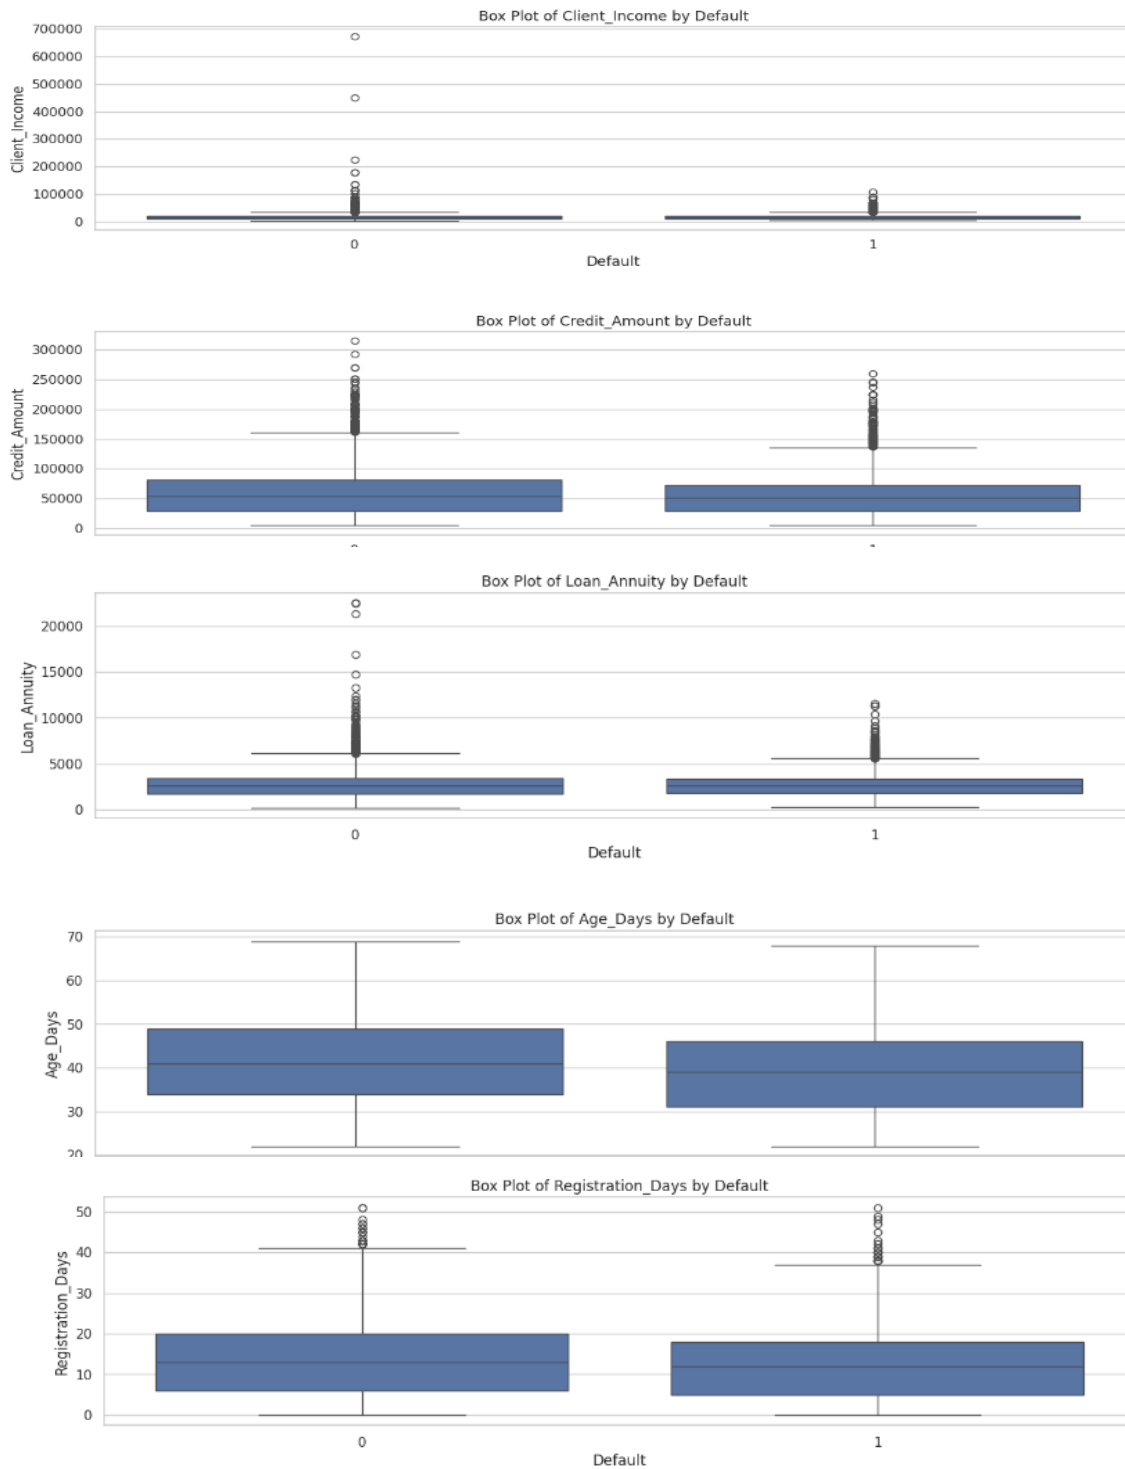 Box Plot of Client_Income by Default
700000
600000
500000
400000
300000
200000
100000
0
Client_Income
0 1
Default
Box Plot of Credit_Amount by Default
300000
250000
200000
150000
100000
50000
0
Credit_Amount
Box Plot of Loan_Annuity by Default
20000
15000
10000
5000
0
Loan_Annuity
0 1
Default
Box Plot of Age_Days by Default
70
60
50
40
30
20
Age_Days
Box Plot of Registration_Days by Default
50
40
30
20
10
0
Registration_Days
0 1
Default